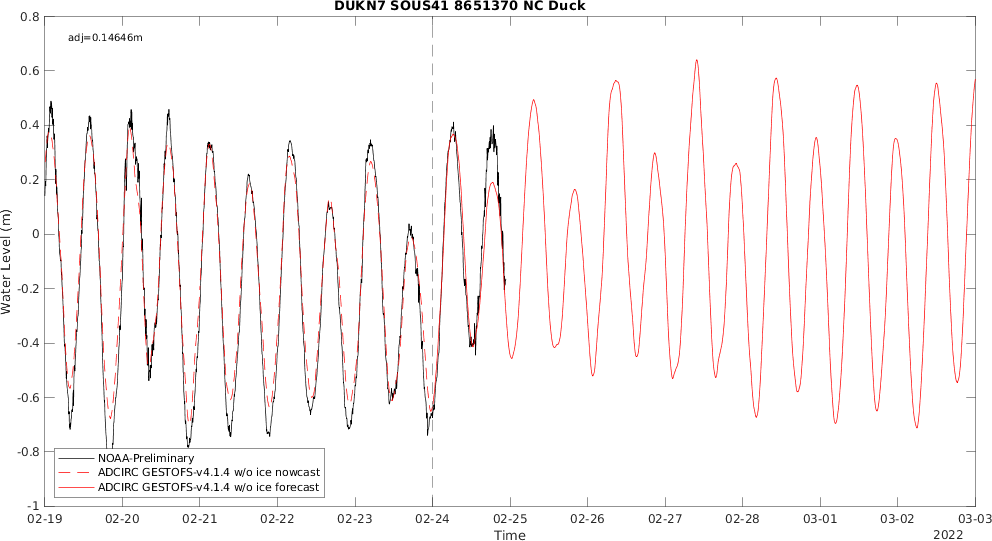 DUKN7 SOUS41 8651370 NC Duck
adj=0.14646m
0.8
0.6
0.4
0.2
0
-0.2
-0.4
-0.6
-0.8
-1
Water Level (m)
NOAA-Preliminary
ADCIRC GESTOFS-v4.1.4 w/o ice nowcast
ADCIRC GESTOFS-v4.1.4 w/o ice forecast
02-19 02-20 02-21 02-22 02-23 02-24 02-25 02-26 02-27 02-28 03-01 03-02 03-03
Time
2022